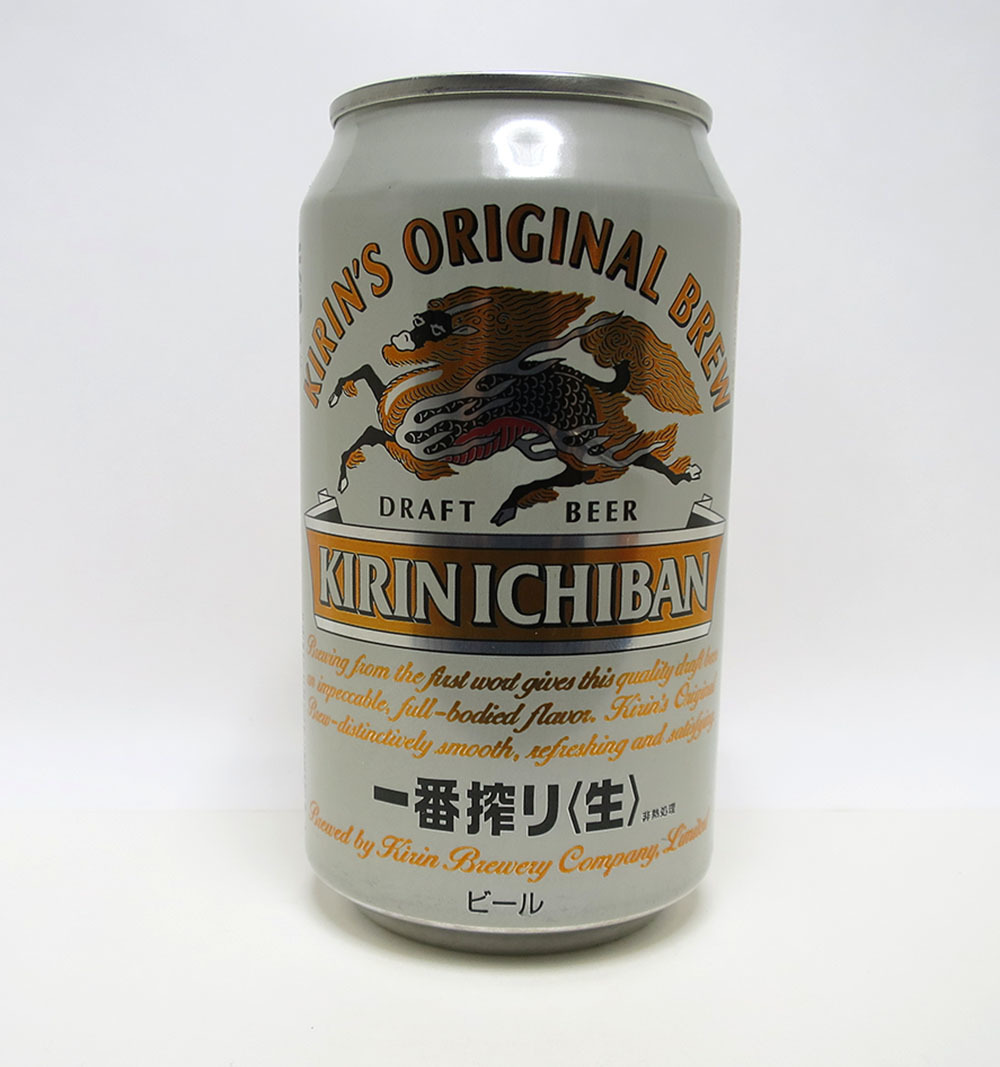 KIRIN'S ORIGINAL BREW
DRAFT BEER
KIRIN ICHIBAN
Brewing from the first wort gives this quality draft beer
an impeccable, full-bodied flavor. Kirin's Original
Brew-distinctively smooth, refreshing and satisfying.
一番搾り〈生〉非熱処理
Brewed by Kirin Brewery Company, Limited
ビール